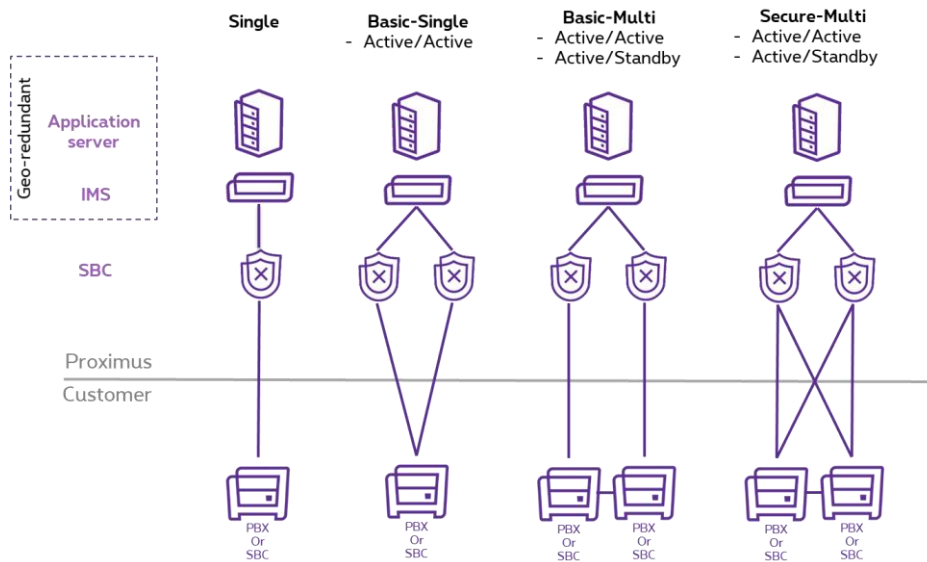 Single
Basic-Single
- Active/Active
Basic-Multi
- Active/Active
- Active/Standby
Secure-Multi
- Active/Active
- Active/Standby
Geo-redundant
Application
server
IMS
SBC
Proximus
Customer
PBX
Or
SBC
PBX
Or
SBC
PBX
Or
SBC
PBX
Or
SBC
PBX
Or
SBC
PBX
Or
SBC